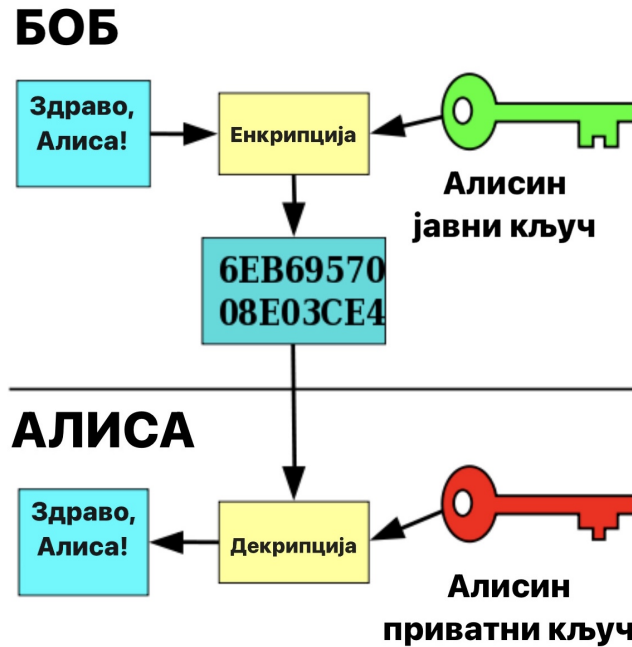 БОБ
Здраво,
Алиса!
Енкрипција
Алисин
јавни кључ
6EB69570
08E03CE4
АЛИСА
Здраво,
Алиса!
Декрипција
Алисин
приватни кључ